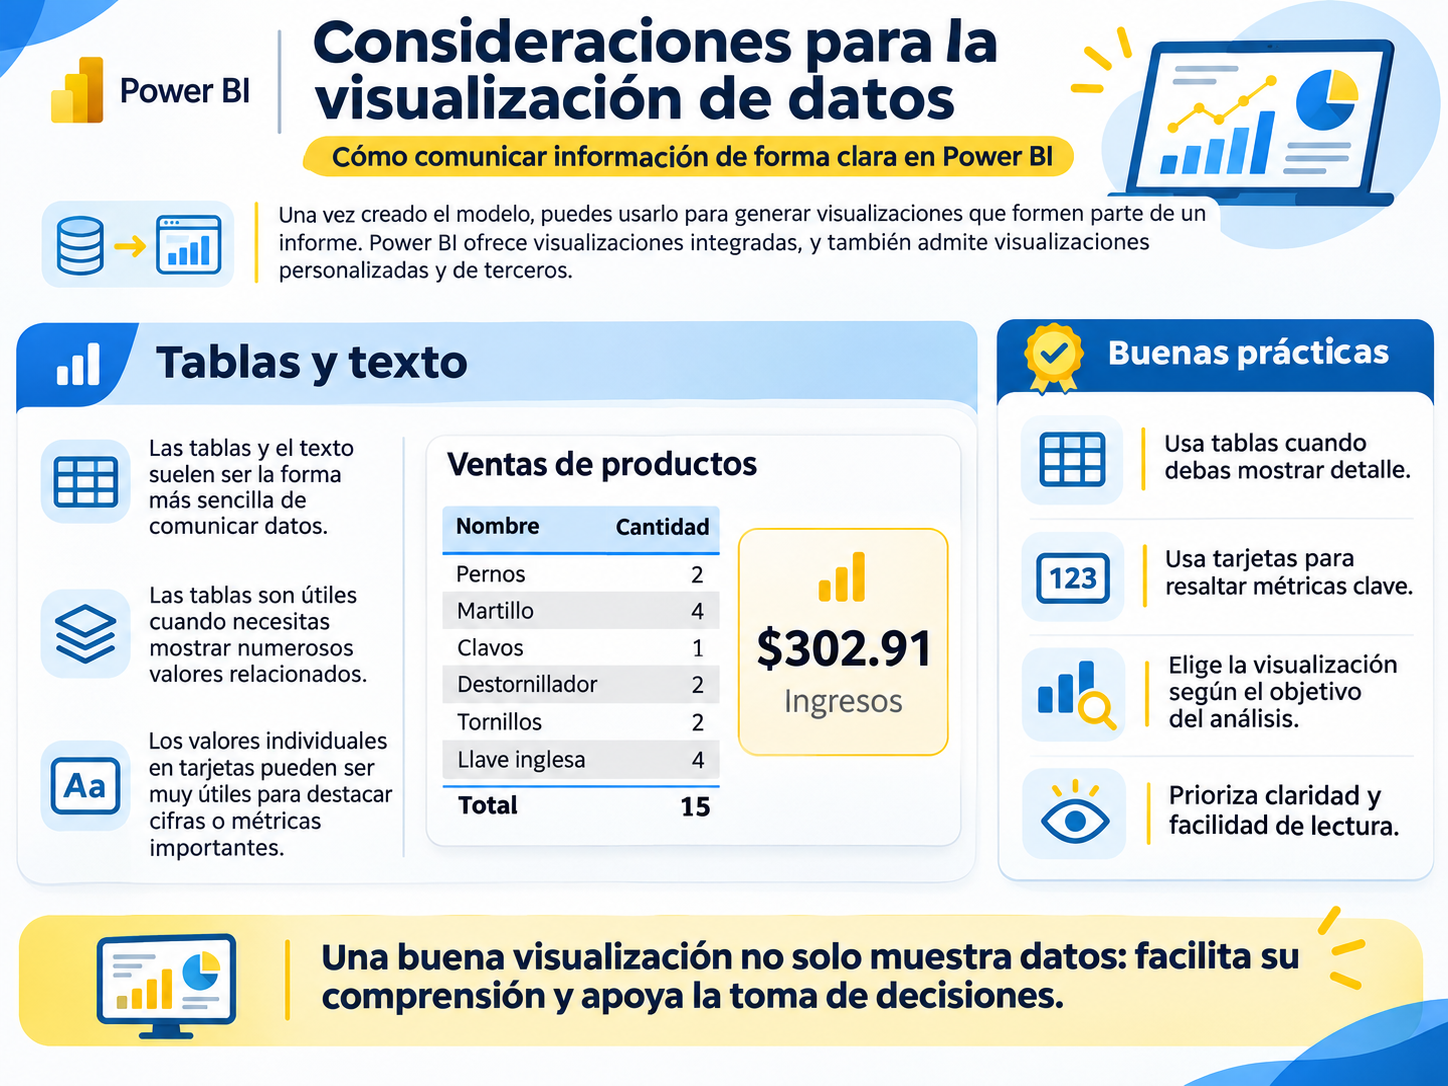 Power BI
Consideraciones para la
visualización de datos
Cómo comunicar información de forma clara en Power BI
Una vez creado el modelo, puedes usarlo para generar visualizaciones que formen parte de un
informe. Power BI ofrece visualizaciones integradas, y también admite visualizaciones
personalizadas y de terceros.
Tablas y texto
Las tablas y el texto
suelen ser la forma
más sencilla de
comunicar datos.
Las tablas son útiles
cuando necesitas
mostrar numerosos
valores relacionados.
Aa
Los valores individuales
en tarjetas pueden ser
muy útiles para destacar
cifras o métricas
importantes.
Ventas de productos
Nombre Cantidad
Pernos 2
Martillo 4
Clavos 1
Destornillador 2
Tornillos 2
Llave inglesa 4
Total 15
$302.91
Ingresos
Buenas prácticas
Usa tablas cuando
debas mostrar detalle.
123
Usa tarjetas para
resaltar métricas clave.
Elige la visualización
según el objetivo
del análisis.
Prioriza claridad y
facilidad de lectura.
Una buena visualización no solo muestra datos: facilita su
comprensión y apoya la toma de decisiones.